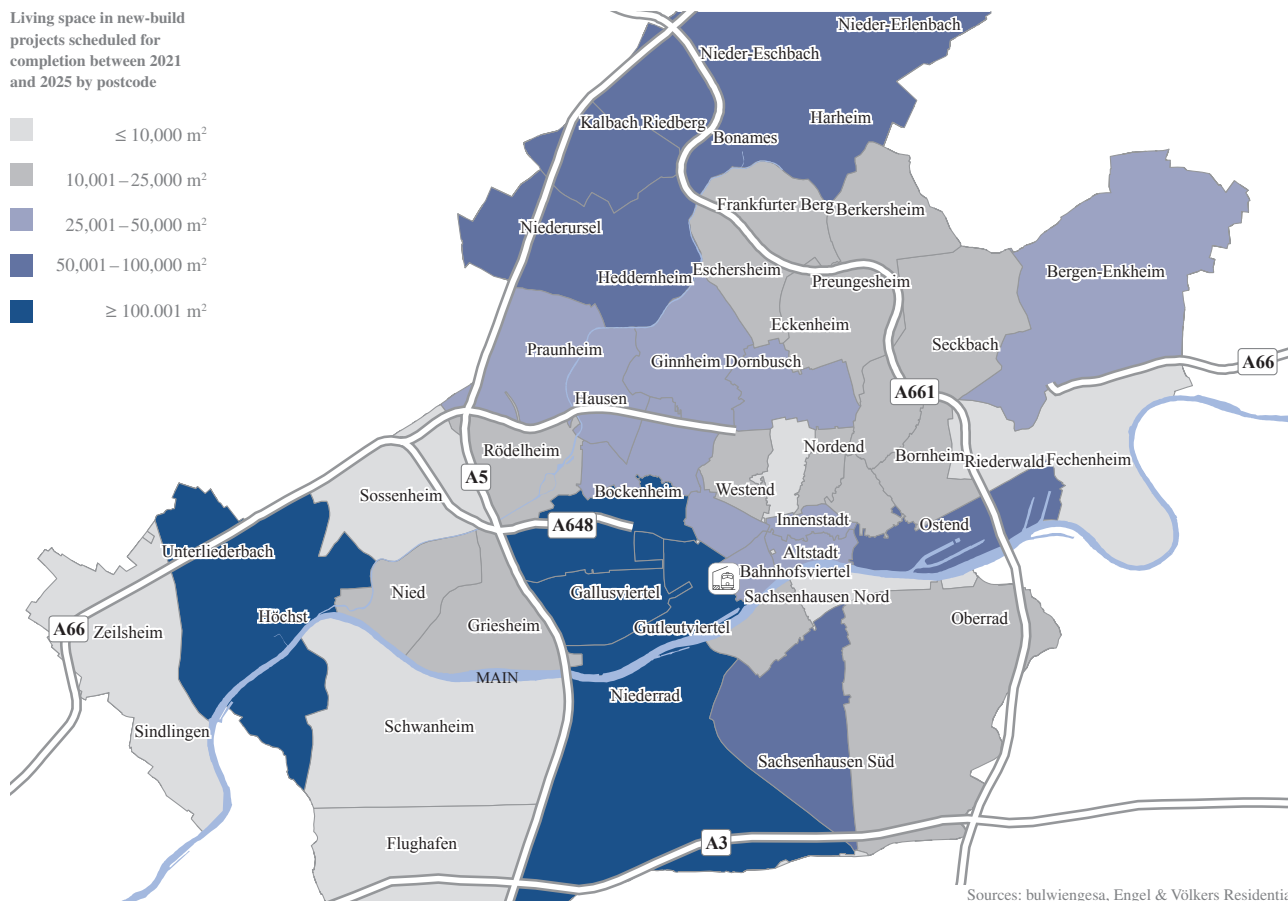 Living space in new-build
projects scheduled for
completion between 2021
and 2025 by postcode
≤ 10,000 m²
10,001–25,000 m²
25,001–50,000 m²
50,001–100,000 m²
≥ 100.001 m²
Nieder-Erlenbach
Nieder-Eschbach
Harheim
Kalbach Riedberg
Bonames
Frankfurter Berg
Berkersheim
Niederursel
Heddernheim
Eschersheim
Preungesheim
Bergen-Enkheim
Eckenheim
Seckbach
Praunheim
Ginnheim
Dornbusch
A66
A661
Hausen
Rödelheim
Nordend
Bornheim
Riederwald
Fechenheim
A5
Sossenheim
Bockenheim
Westend
Innenstadt
Ostend
A648
Unterliederbach
Altstadt
Bahnhofsviertel
Nied
Gallusviertel
Sachsenhausen Nord
Höchst
Griesheim
Gutleutviertel
Oberrad
A66
Zeilsheim
MAIN
Niederrad
Sindlingen
Schwanheim
Sachsenhausen Süd
Flughafen
A3
Sources: bulwiengesa, Engel & Völkers Residentia